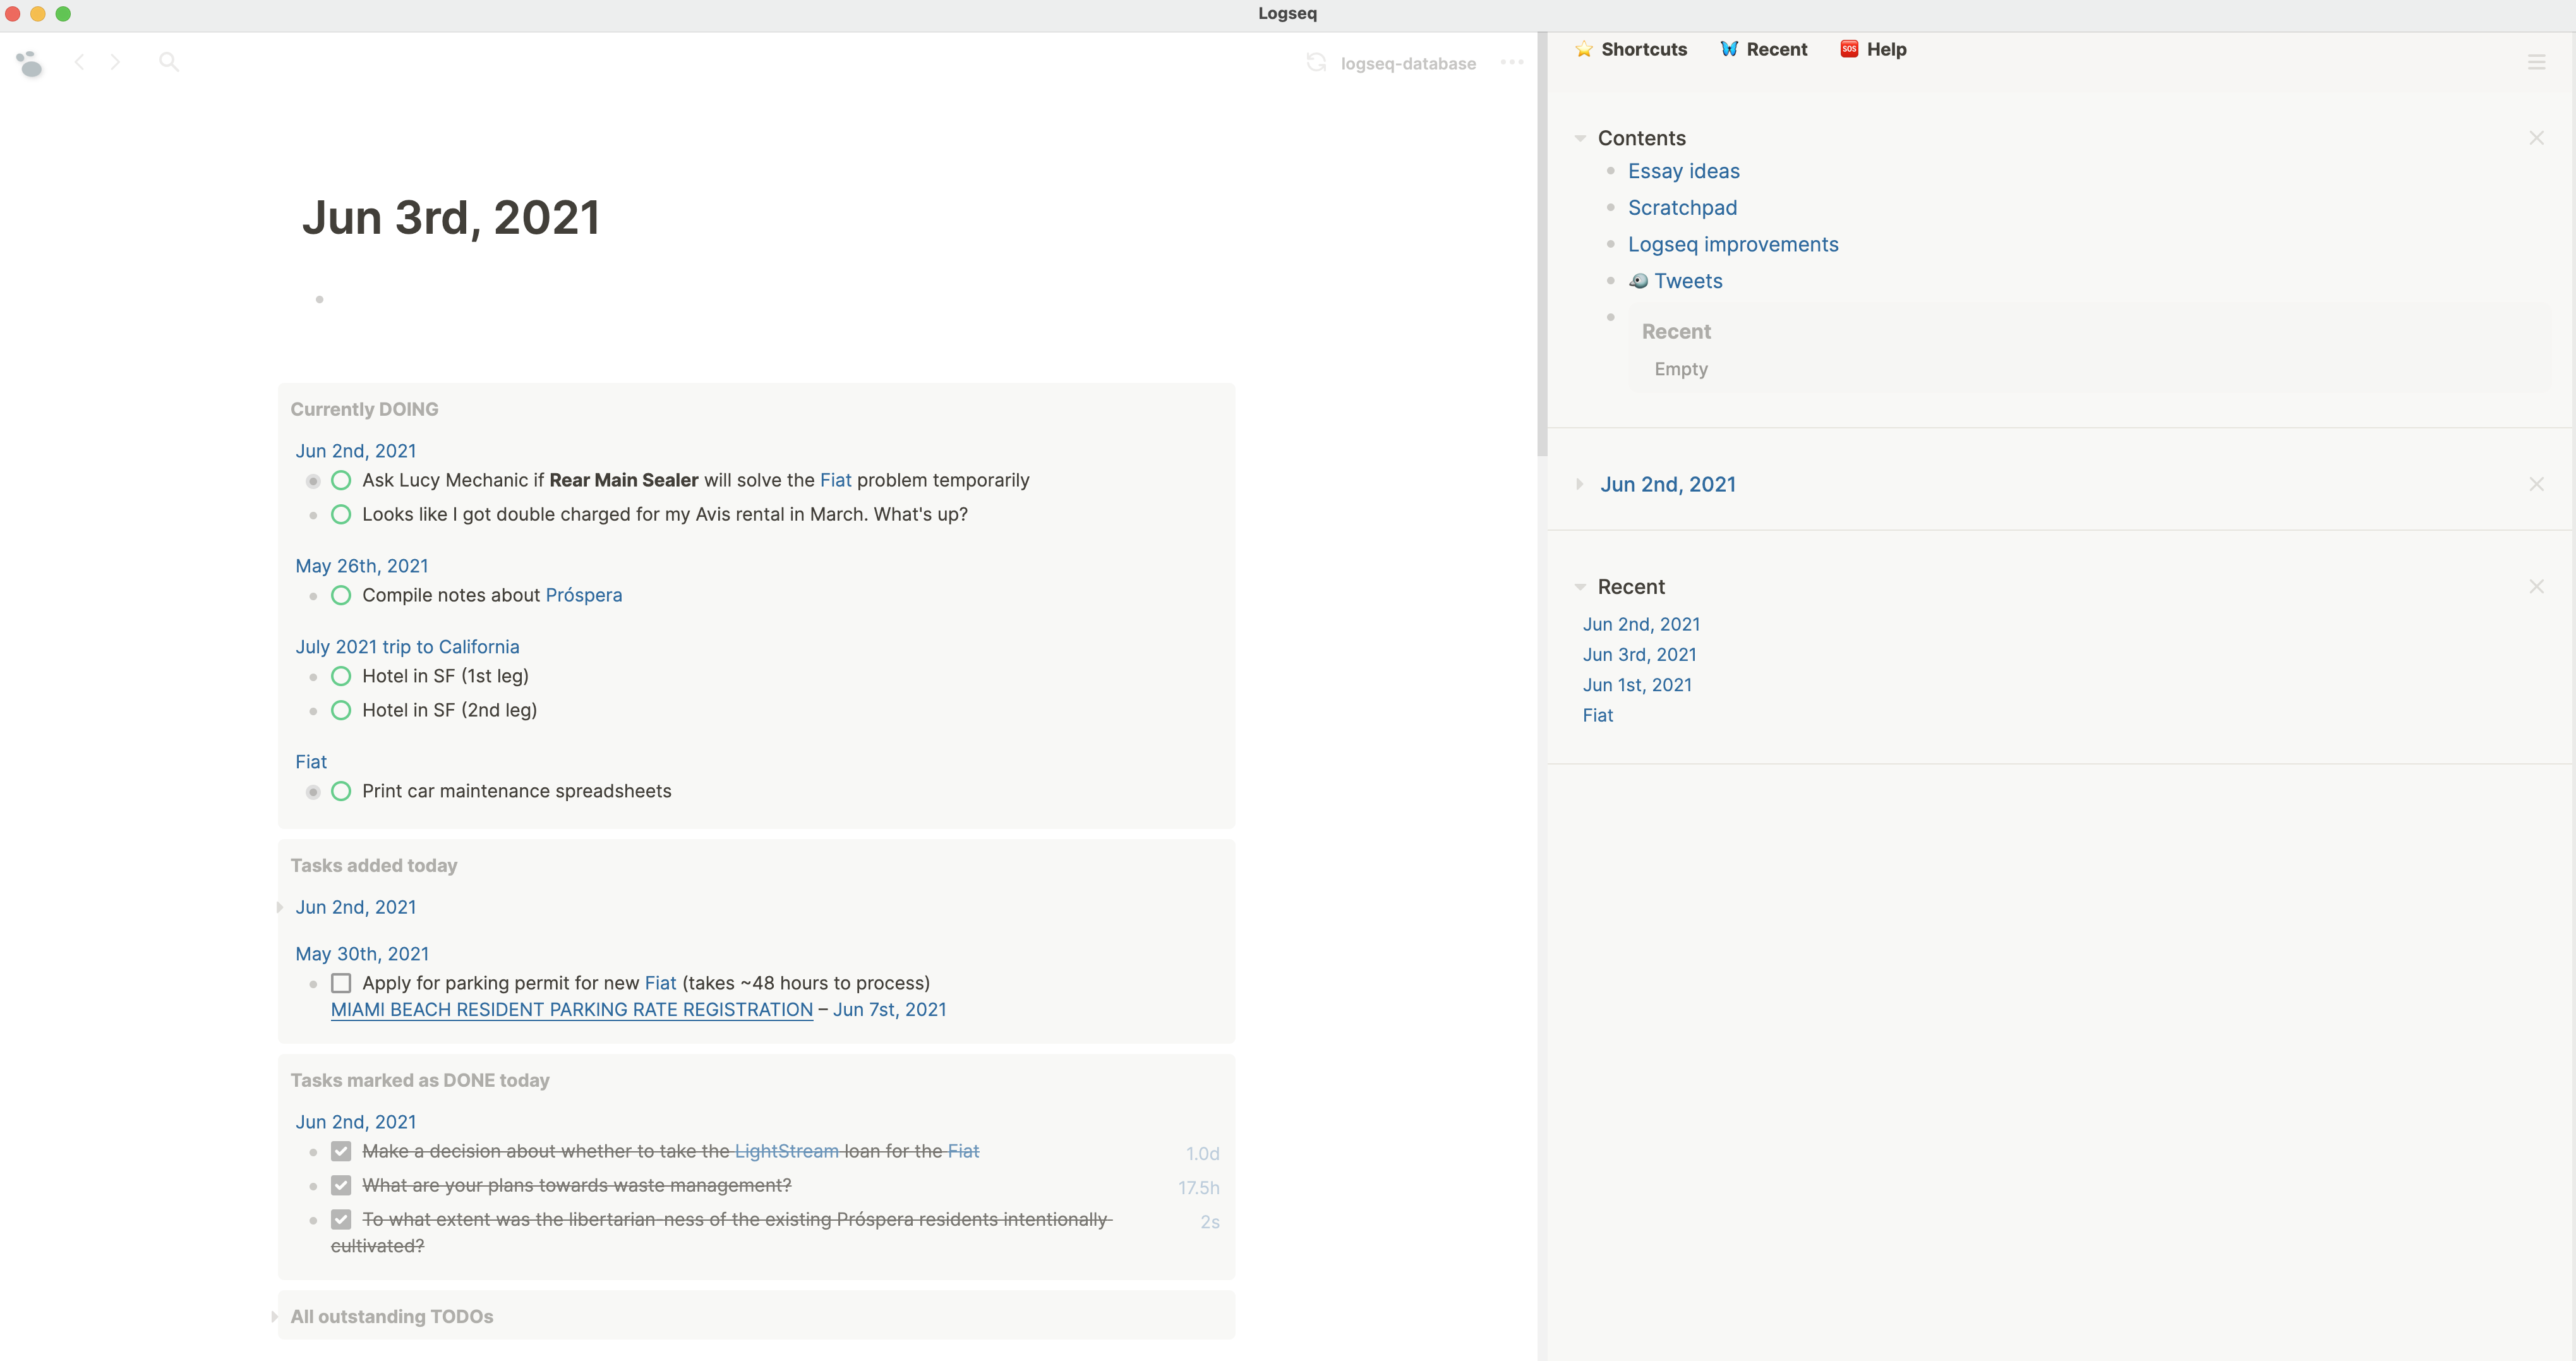 Logseq
logseq-database
Jun 3rd, 2021
Currently DOING
Jun 2nd, 2021
Ask Lucy Mechanic if Rear Main Sealer will solve the Fiat problem temporarily
Looks like I got double charged for my Avis rental in March. What's up?
May 26th, 2021
Compile notes about Próspera
July 2021 trip to California
Hotel in SF (1st leg)
Hotel in SF (2nd leg)
Fiat
Print car maintenance spreadsheets
Tasks added today
Jun 2nd, 2021
May 30th, 2021
Apply for parking permit for new Fiat (takes ~48 hours to process)
MIAMI BEACH RESIDENT PARKING RATE REGISTRATION – Jun 7st, 2021
Tasks marked as DONE today
Jun 2nd, 2021
Make a decision about whether to take the LightStream loan for the Fiat 1.0d
What are your plans towards waste management? 17.5h
To what extent was the libertarian-ness of the existing Próspera residents intentionally 2s
cultivated?
All outstanding TODOs
Shortcuts Recent SOS Help
Contents
Essay ideas
Scratchpad
Logseq improvements
Tweets
Recent
Empty
Jun 2nd, 2021
Recent
Jun 2nd, 2021
Jun 3rd, 2021
Jun 1st, 2021
Fiat